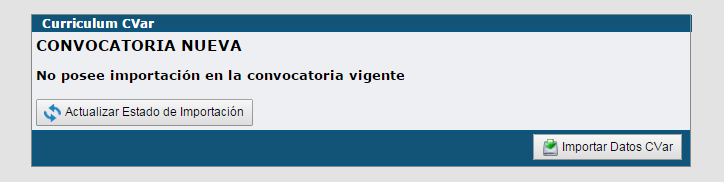 Curriculum CVar
CONVOCATORIA NUEVA
No posee importación en la convocatoria vigente
Actualizar Estado de Importación
Importar Datos CVar